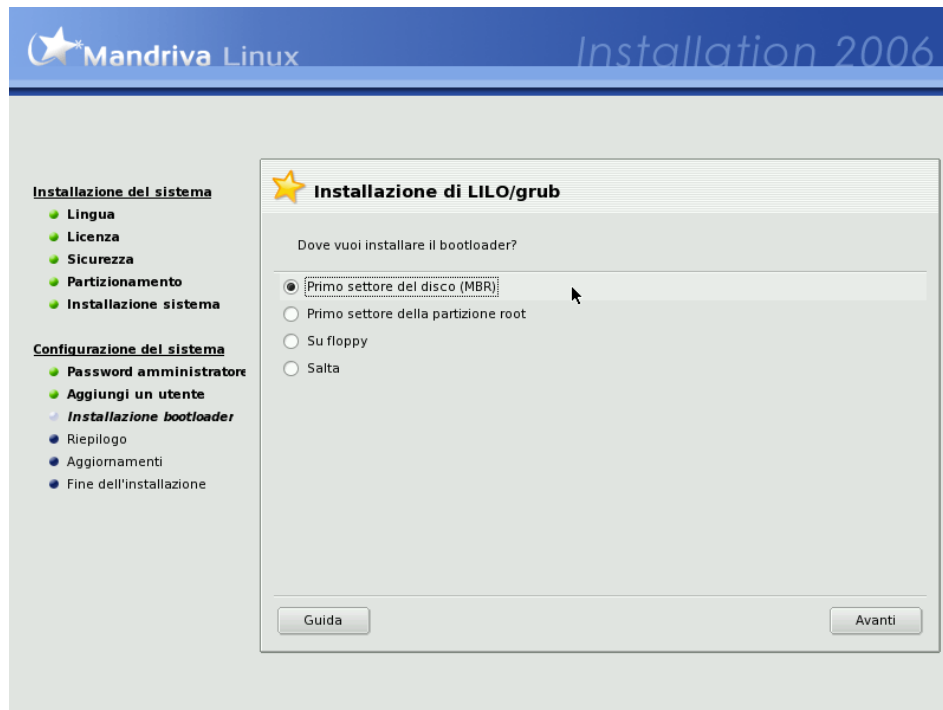 Mandriva Linux
Installation 2006
Installazione del sistema
Lingua
Licenza
Sicurezza
Partizionamento
Installazione sistema
Configurazione del sistema
Password amministratore
Aggiungi un utente
Installazione bootloader
Riepilogo
Aggiornamenti
Fine dell'installazione
Installazione di LILO/grub
Dove vuoi installare il bootloader?
Primo settore del disco (MBR)
Primo settore della partizione root
Su floppy
Salta
Guida
Avanti